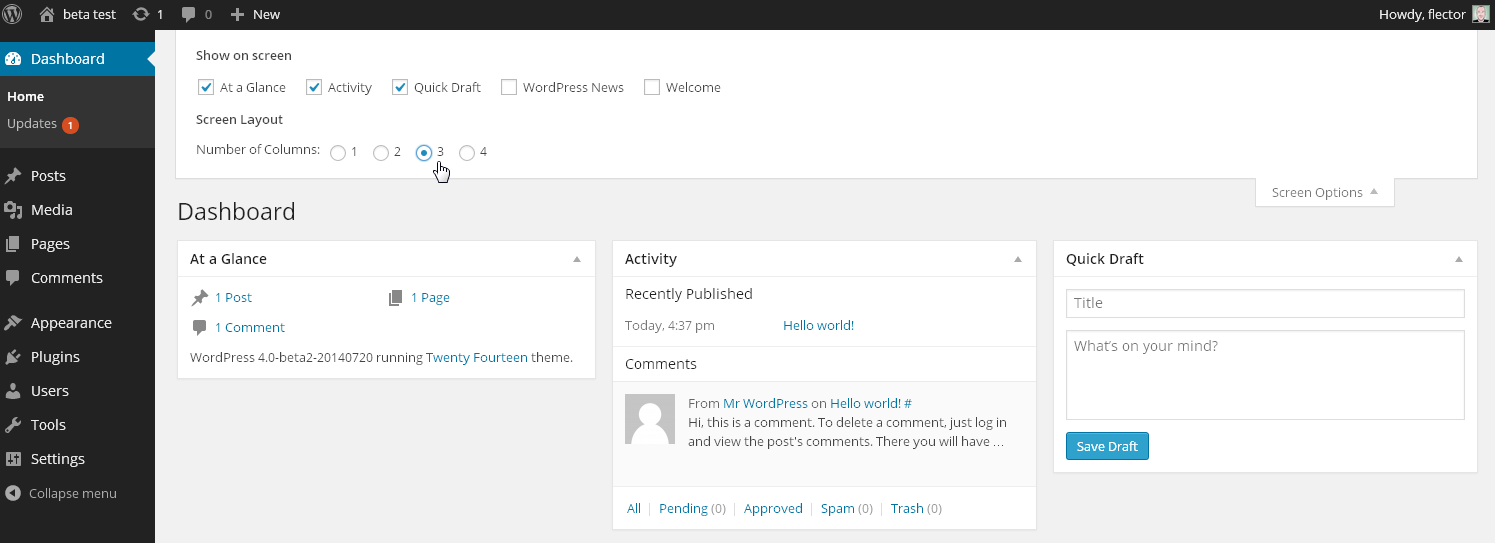 beta test 1 0 New Howdy, flector
Dashboard
Home
Updates 1
Posts
Media
Pages
Comments
Appearance
Plugins
Users
Tools
Settings
Collapse menu
Show on screen
At a Glance Activity Quick Draft WordPress News Welcome
Screen Layout
Number of Columns: 1 2 3 4
Screen Options
Dashboard
At a Glance
1 Post 1 Page
1 Comment
WordPress 4.0-beta2-20140720 running Twenty Fourteen theme.
Activity
Recently Published
Today, 4:37 pm Hello world!
Comments
From Mr WordPress on Hello world! #
Hi, this is a comment. To delete a comment, just log in
and view the post's comments. There you will have …
All | Pending (0) | Approved | Spam (0) | Trash (0)
Quick Draft
Title
What's on your mind?
Save Draft